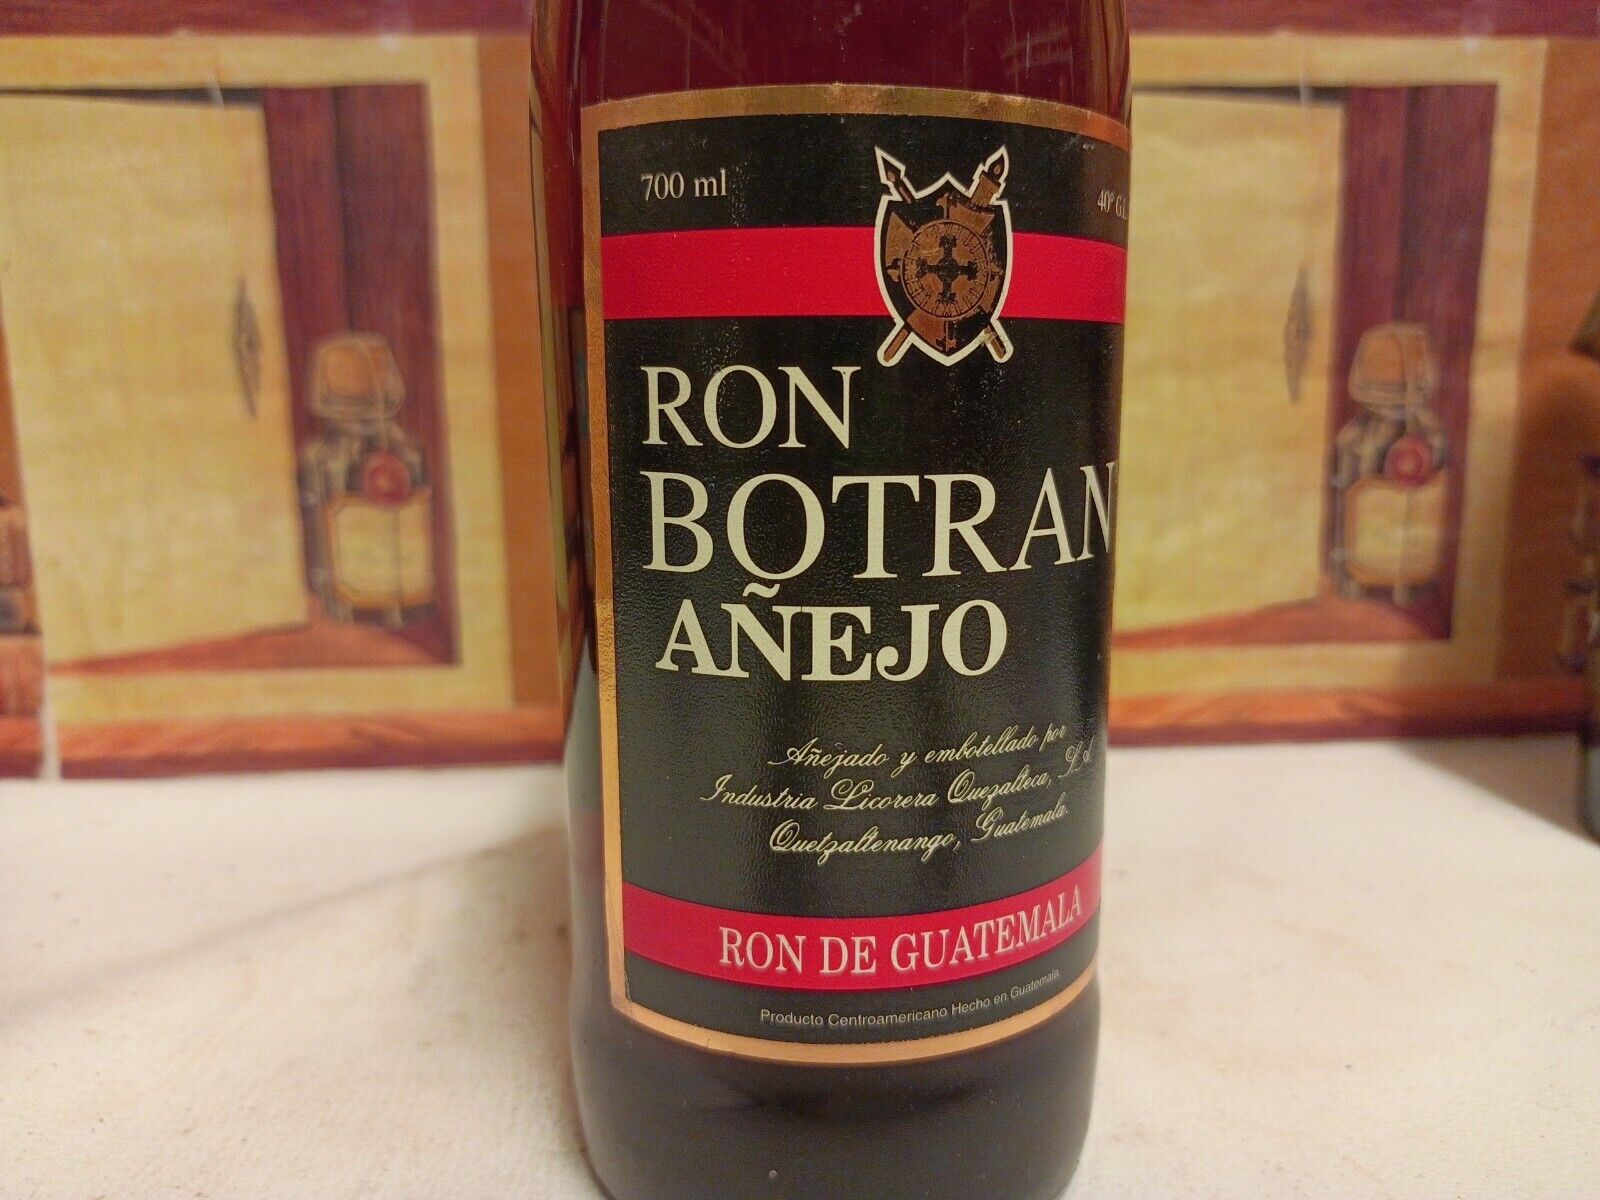 700 ml
40° G.L.
RON
BOTRAN
AÑEJO
Añejado y embotellado por
Industria Licorera Quezalteca, S.A.
Quetzaltenango, Guatemala.
RON DE GUATEMALA
Producto Centroamericano Hecho en Guatemala.